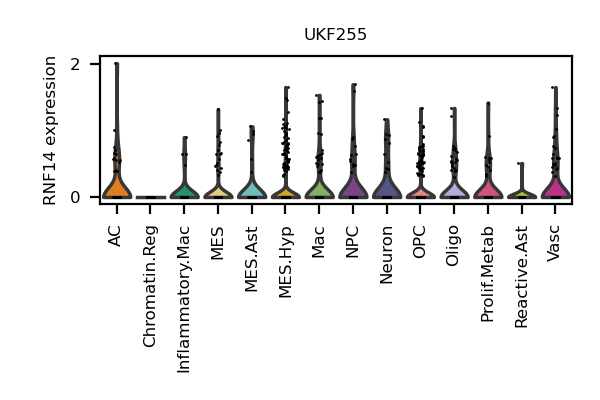 UKF255
RNF14 expression
2
0
AC
Chromatin.Reg
Inflammatory.Mac
MES
MES.Ast
MES.Hyp
Mac
NPC
Neuron
OPC
Oligo
Prolif.Metab
Reactive.Ast
Vasc